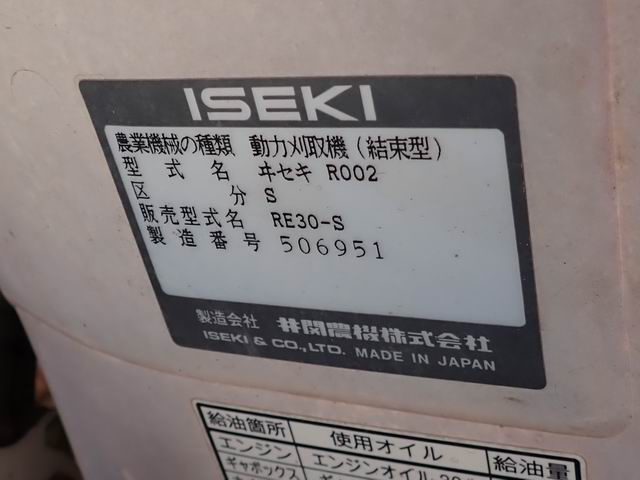 ISEKI
農業機械の種類 動力刈取機(結束型)
型式名 ヰセキ R002
区分 S
販売型式名 RE30-S
製造番号 506951
製造会社 井関農機株式会社
ISEKI & CO.,LTD. MADE IN JAPAN
給油箇所 使用オイル 給油量
エンジン エンジンオイル
ギャボックス